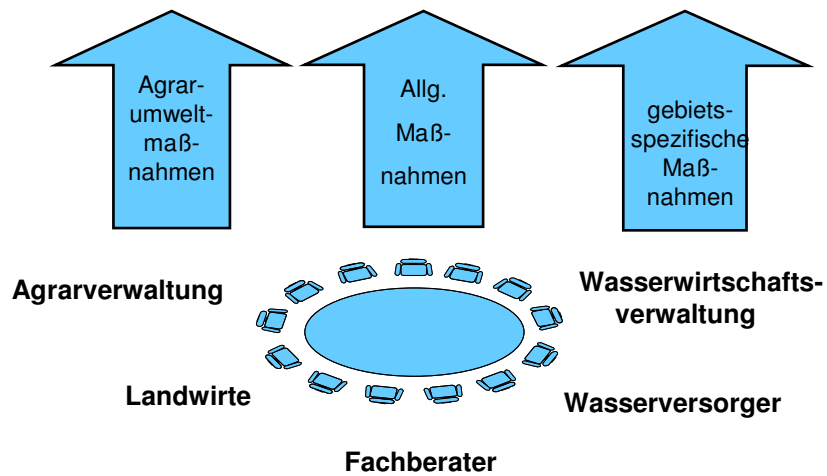 Agrar-
umwelt-
maß-
nahmen
Allg.
Maß-
nahmen
gebiets-
spezifische
Maß-
nahmen
Agrarverwaltung
Wasserwirtschafts-
verwaltung
Landwirte
Wasserversorger
Fachberater